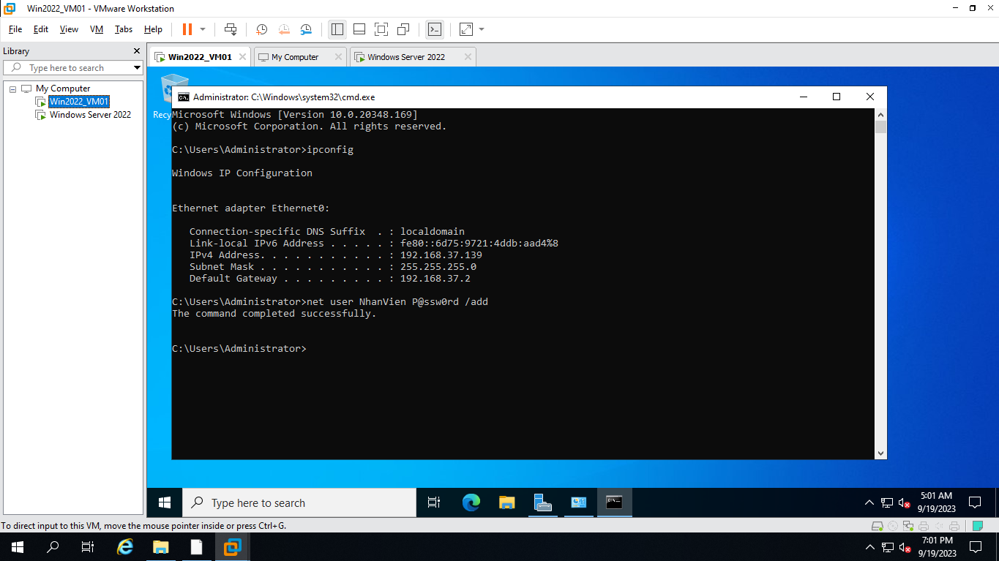 Win2022_VM01 - VMware Workstation
File Edit View VM Tabs Help
Library
Type here to search
My Computer
Win2022_VM01
Windows Server 2022
Win2022_VM01 My Computer Windows Server 2022
Recy
Administrator: C:\Windows\system32\cmd.exe
Microsoft Windows [Version 10.0.20348.169]
(c) Microsoft Corporation. All rights reserved.
C:\Users\Administrator>ipconfig
Windows IP Configuration
Ethernet adapter Ethernet0:
Connection-specific DNS Suffix . : localdomain
Link-local IPv6 Address . . . . . : fe80::6d75:9721:4ddb:aad4%8
IPv4 Address. . . . . . . . . . . : 192.168.37.139
Subnet Mask . . . . . . . . . . . : 255.255.255.0
Default Gateway . . . . . . . . . : 192.168.37.2
C:\Users\Administrator>net user NhanVien P@ssw0rd /add
The command completed successfully.
C:\Users\Administrator>
Type here to search
5:01 AM
9/19/2023
To direct input to this VM, move the mouse pointer inside or press Ctrl+G.
7:01 PM
9/19/2023